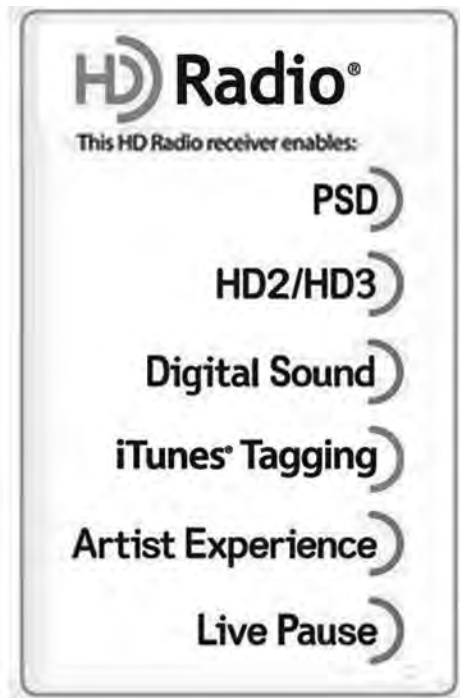 HD Radio®
This HD Radio receiver enables:
PSD
HD2/HD3
Digital Sound
iTunes® Tagging
Artist Experience
Live Pause